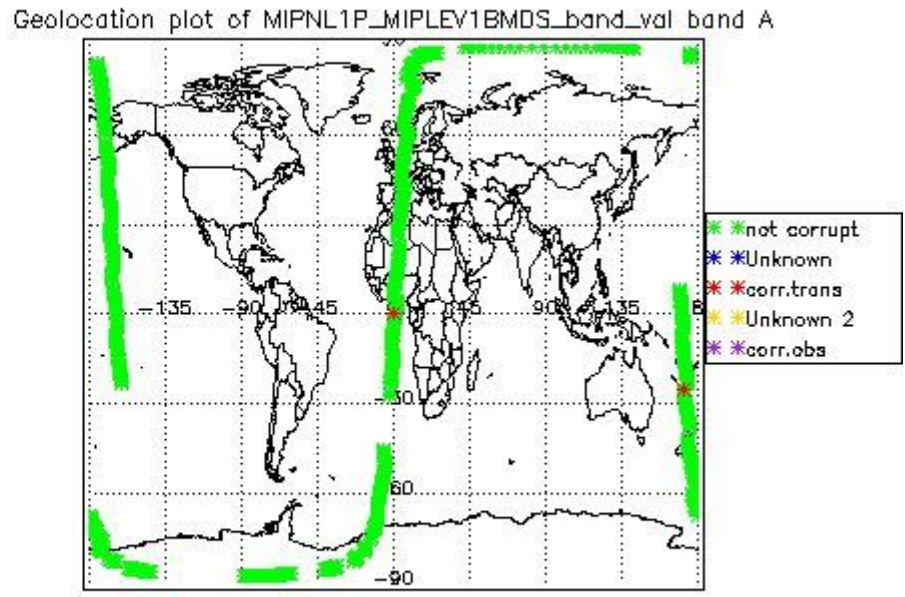 Geolocation plot of MIPNL1P_MIPLEV1BMDS_band_val band A
not corrupt
Unknown
corr.trans
Unknown 2
corr.obs
-135 -90 -45 45 90 135
-30
-60
-90